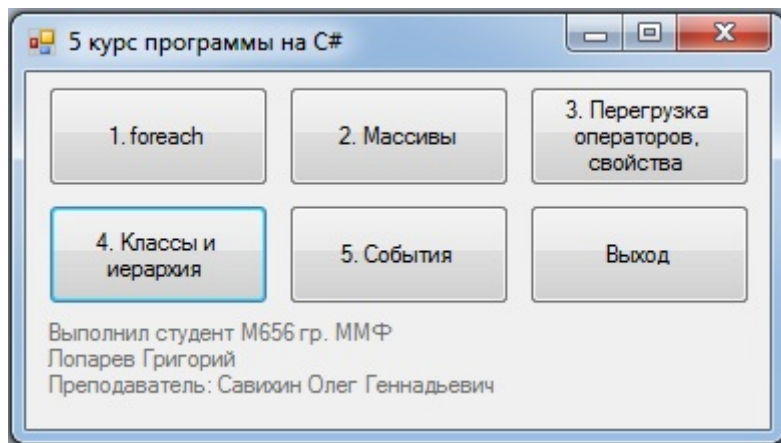 5 курс программы на C#
1. foreach
2. Массивы
3. Перегрузка
операторов,
свойства
4. Классы и
иерархия
5. События
Выход
Выполнил студент М656 гр. ММФ
Лопарев Григорий
Преподаватель: Савихин Олег Геннадьевич